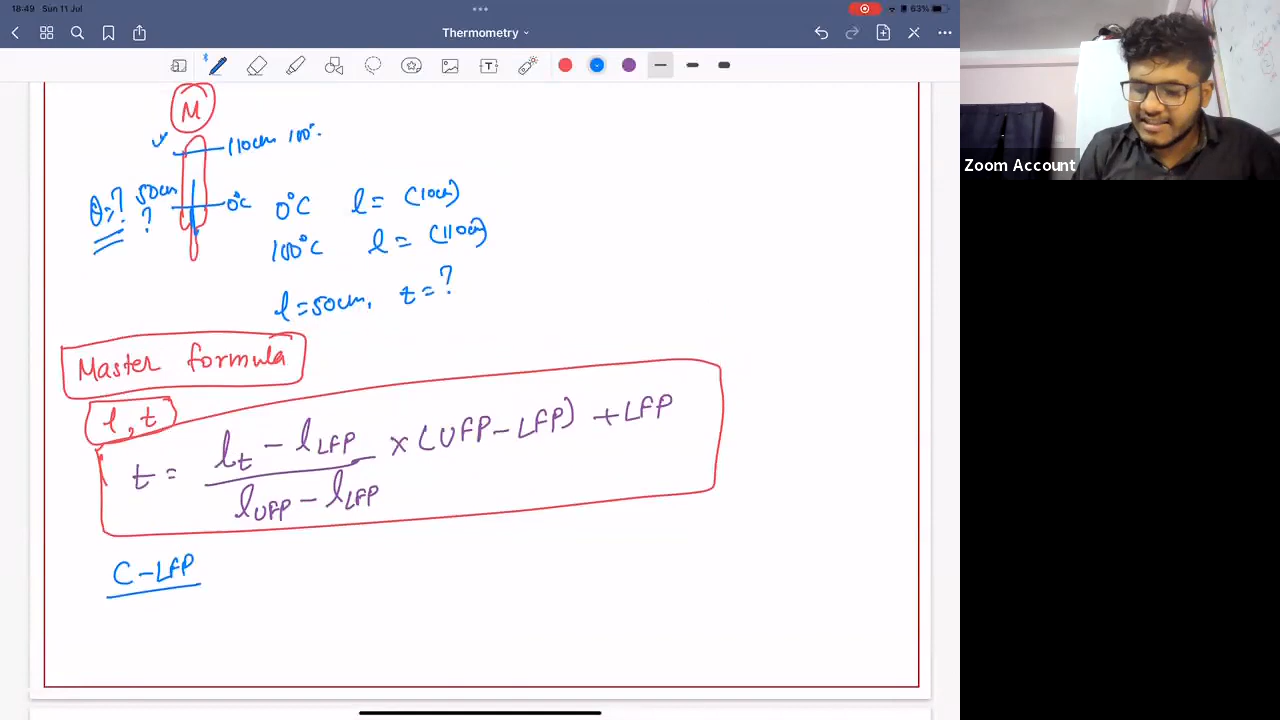 18:49 Sun 11 Jul
63%
Thermometry
T
Zoom Account
M
110cm 100°
θ=? 50cm ? 0°C
0°C l = (10cm)
100°C l = (110cm)
l=50cm, t=?
Master formula
l, t
t = (l_t - l_LFP) / (l_UFP - l_LFP) × (UFP - LFP) + LFP
C - LFP